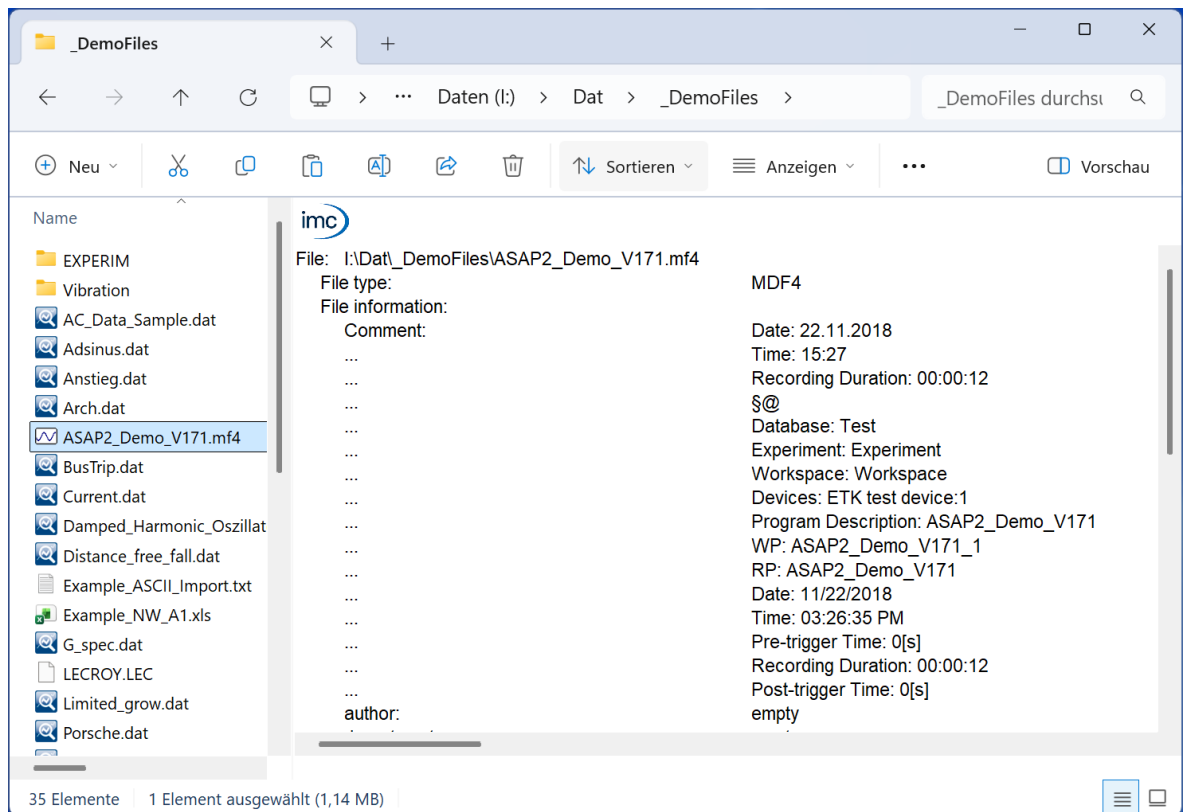 _DemoFiles
Daten (I:) > Dat > _DemoFiles >
_DemoFiles durchsu
Neu
Sortieren
Anzeigen
Vorschau
Name
EXPERIM
Vibration
AC_Data_Sample.dat
Adsinus.dat
Anstieg.dat
Arch.dat
ASAP2_Demo_V171.mf4
BusTrip.dat
Current.dat
Damped_Harmonic_Oszillat
Distance_free_fall.dat
Example_ASCII_Import.txt
Example_NW_A1.xls
G_spec.dat
LECROY.LEC
Limited_grow.dat
Porsche.dat
imc
File: I:\Dat\_DemoFiles\ASAP2_Demo_V171.mf4
File type: MDF4
File information:
Comment: Date: 22.11.2018
... Time: 15:27
... Recording Duration: 00:00:12
... §@
... Database: Test
... Experiment: Experiment
... Workspace: Workspace
... Devices: ETK test device:1
... Program Description: ASAP2_Demo_V171
... WP: ASAP2_Demo_V171_1
... RP: ASAP2_Demo_V171
... Date: 11/22/2018
... Time: 03:26:35 PM
... Pre-trigger Time: 0[s]
... Recording Duration: 00:00:12
... Post-trigger Time: 0[s]
author: empty
35 Elemente
1 Element ausgewählt (1,14 MB)